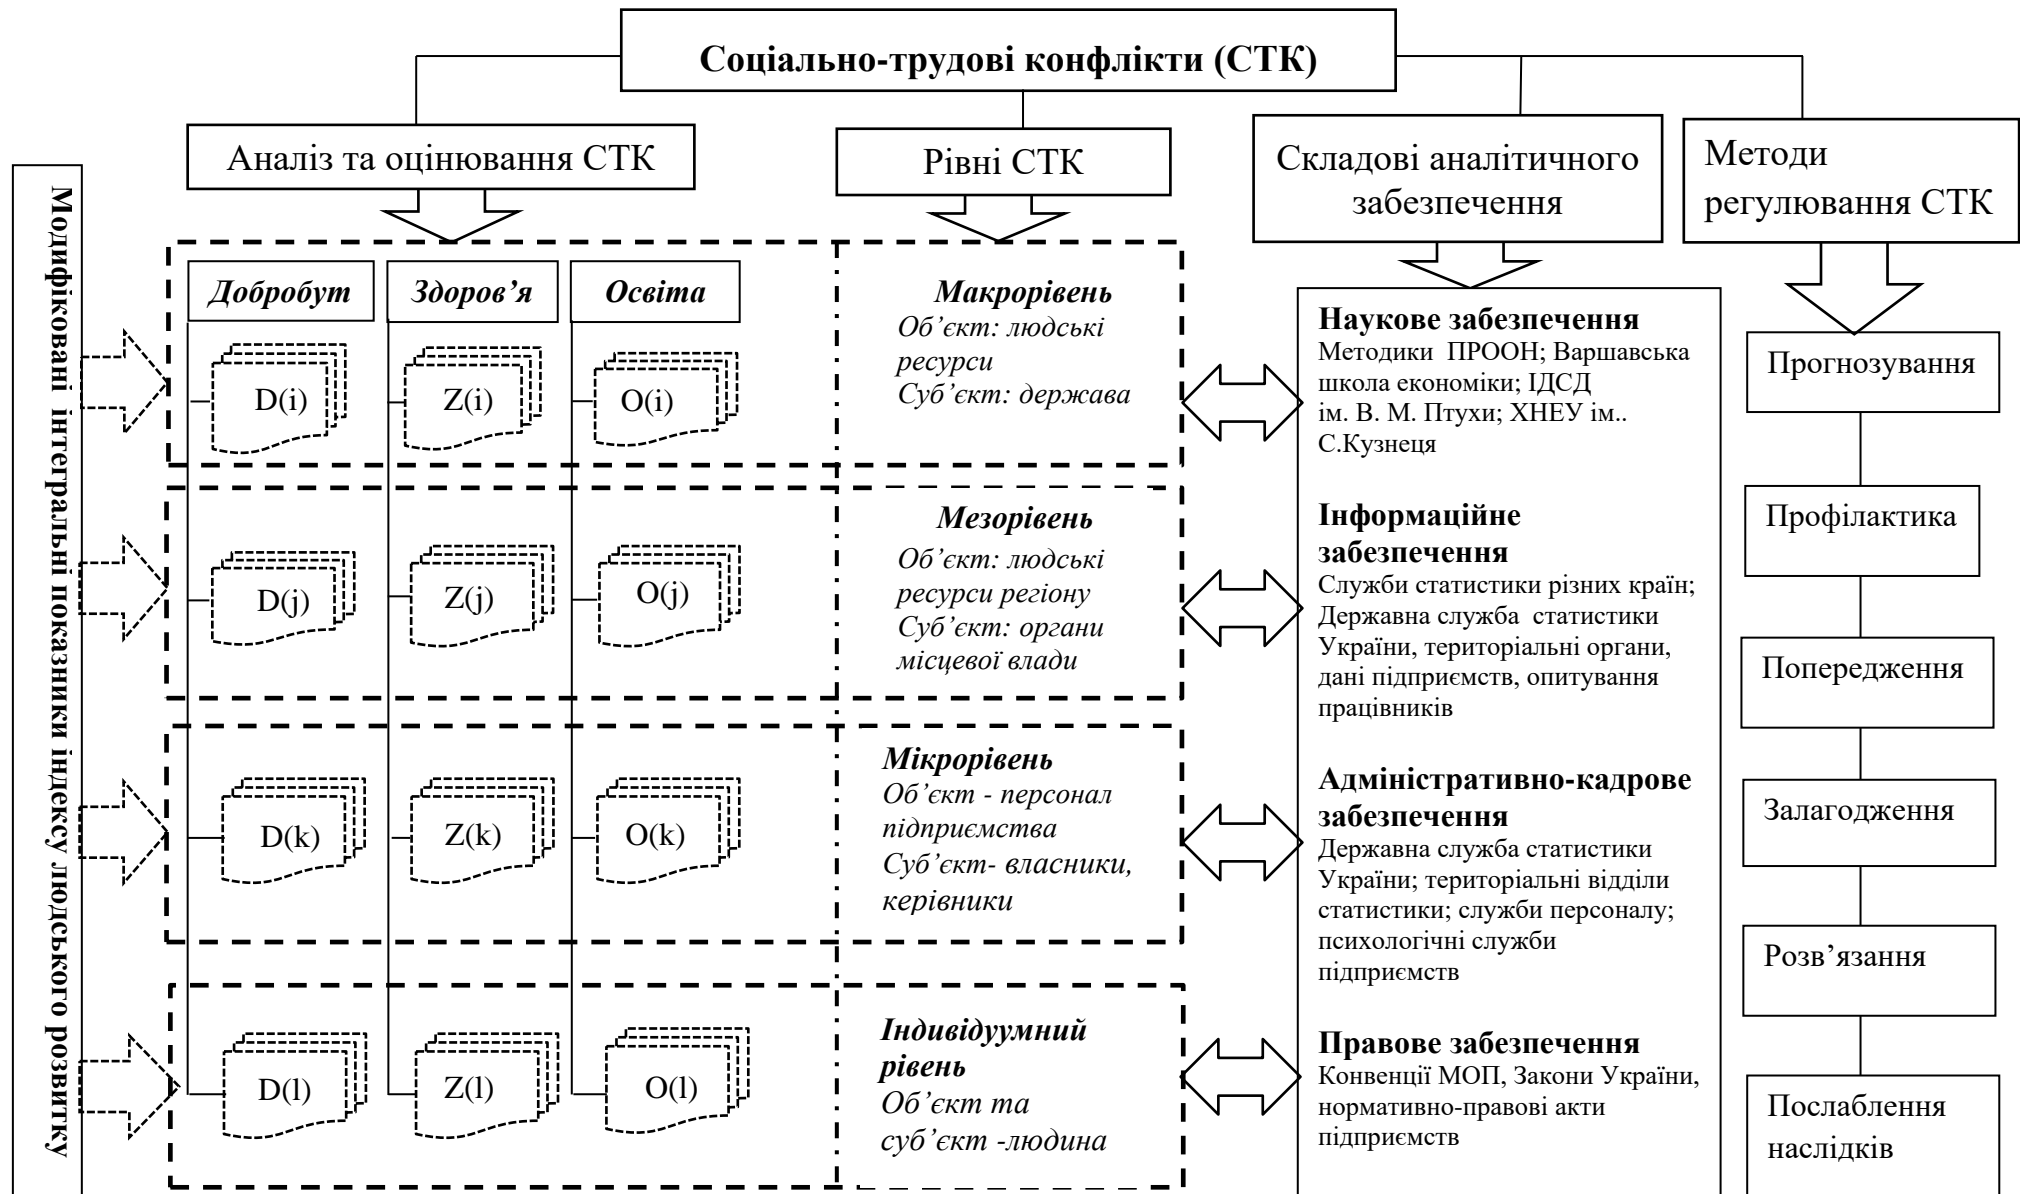 Соціально-трудові конфлікти (СТК)
Аналіз та оцінювання СТК
Рівні СТК
Складові аналітичного
забезпечення
Методи
регулювання СТК
Модифіковані інтегральні показники індексу людського розвитку
Добробут
Здоров’я
Освіта
D(i)
Z(i)
O(i)
Макрорівень
Об’єкт: людські
ресурси
Суб’єкт: держава
D(j)
Z(j)
O(j)
Мезорівень
Об’єкт: людські
ресурси регіону
Суб’єкт: органи
місцевої влади
D(k)
Z(k)
O(k)
Мікрорівень
Об’єкт - персонал
підприємства
Суб’єкт- власники,
керівники
D(l)
Z(l)
O(l)
Індивідуумний
рівень
Об’єкт та
суб’єкт -людина
Наукове забезпечення
Методики ПРООН; Варшавська
школа економіки; ІДСД
ім. В. М. Птухи; ХНЕУ ім..
С.Кузнеця
Інформаційне
забезпечення
Служби статистики різних країн;
Державна служба статистики
України, територіальні органи,
дані підприємств, опитування
працівників
Адміністративно-кадрове
забезпечення
Державна служба статистики
України; територіальні відділи
статистики; служби персоналу;
психологічні служби
підприємств
Правове забезпечення
Конвенції МОП, Закони України,
нормативно-правові акти
підприємств
Прогнозування
Профілактика
Попередження
Залагодження
Розв’язання
Послаблення
наслідків